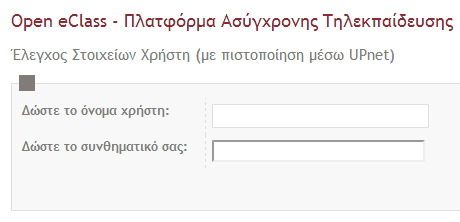 Open eClass - Πλατφόρμα Ασύγχρονης Τηλεκπαίδευσης
Έλεγχος Στοιχείων Χρήστη (με πιστοποίηση μέσω UPnet)
Δώστε το όνομα χρήστη:
Δώστε το συνθηματικό σας: